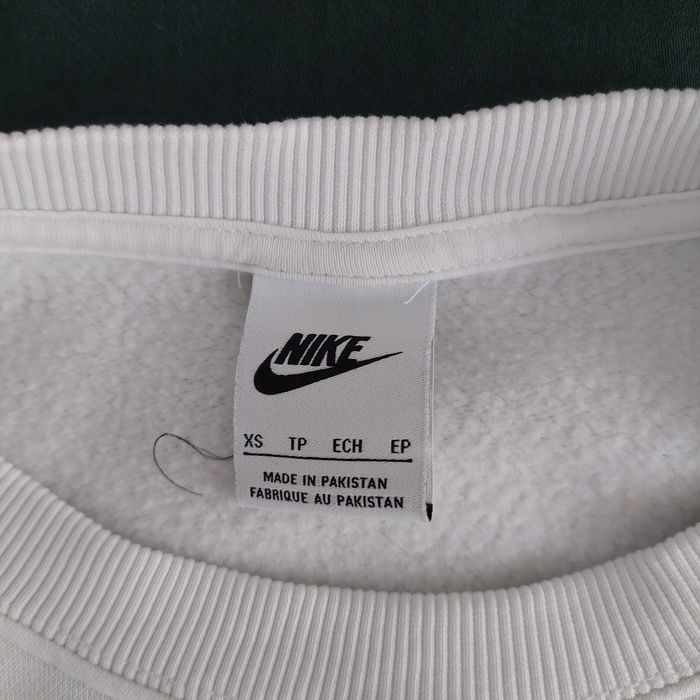 NIKE
XS TP ECH EP
MADE IN PAKISTAN
FABRIQUE AU PAKISTAN